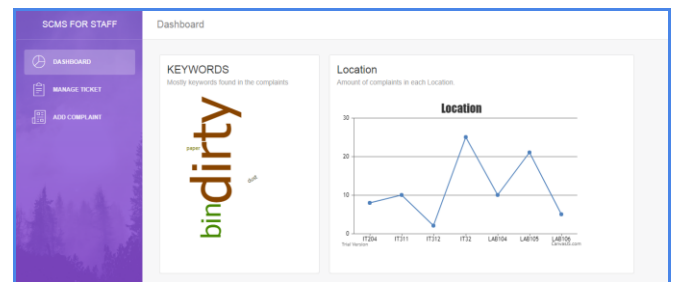 SCMS FOR STAFF
Dashboard
DASHBOARD
MANAGE TICKET
ADD COMPLAINT
KEYWORDS
Mostly keywords found in the complaints
dirty
bin
paper
dust
Location
Amount of complaints in each Location.
Location
30
20
10
0
IT204 IT311 IT312 IT32 LAB104 LAB105 LAB106
Trial Version
CanvasJS.com